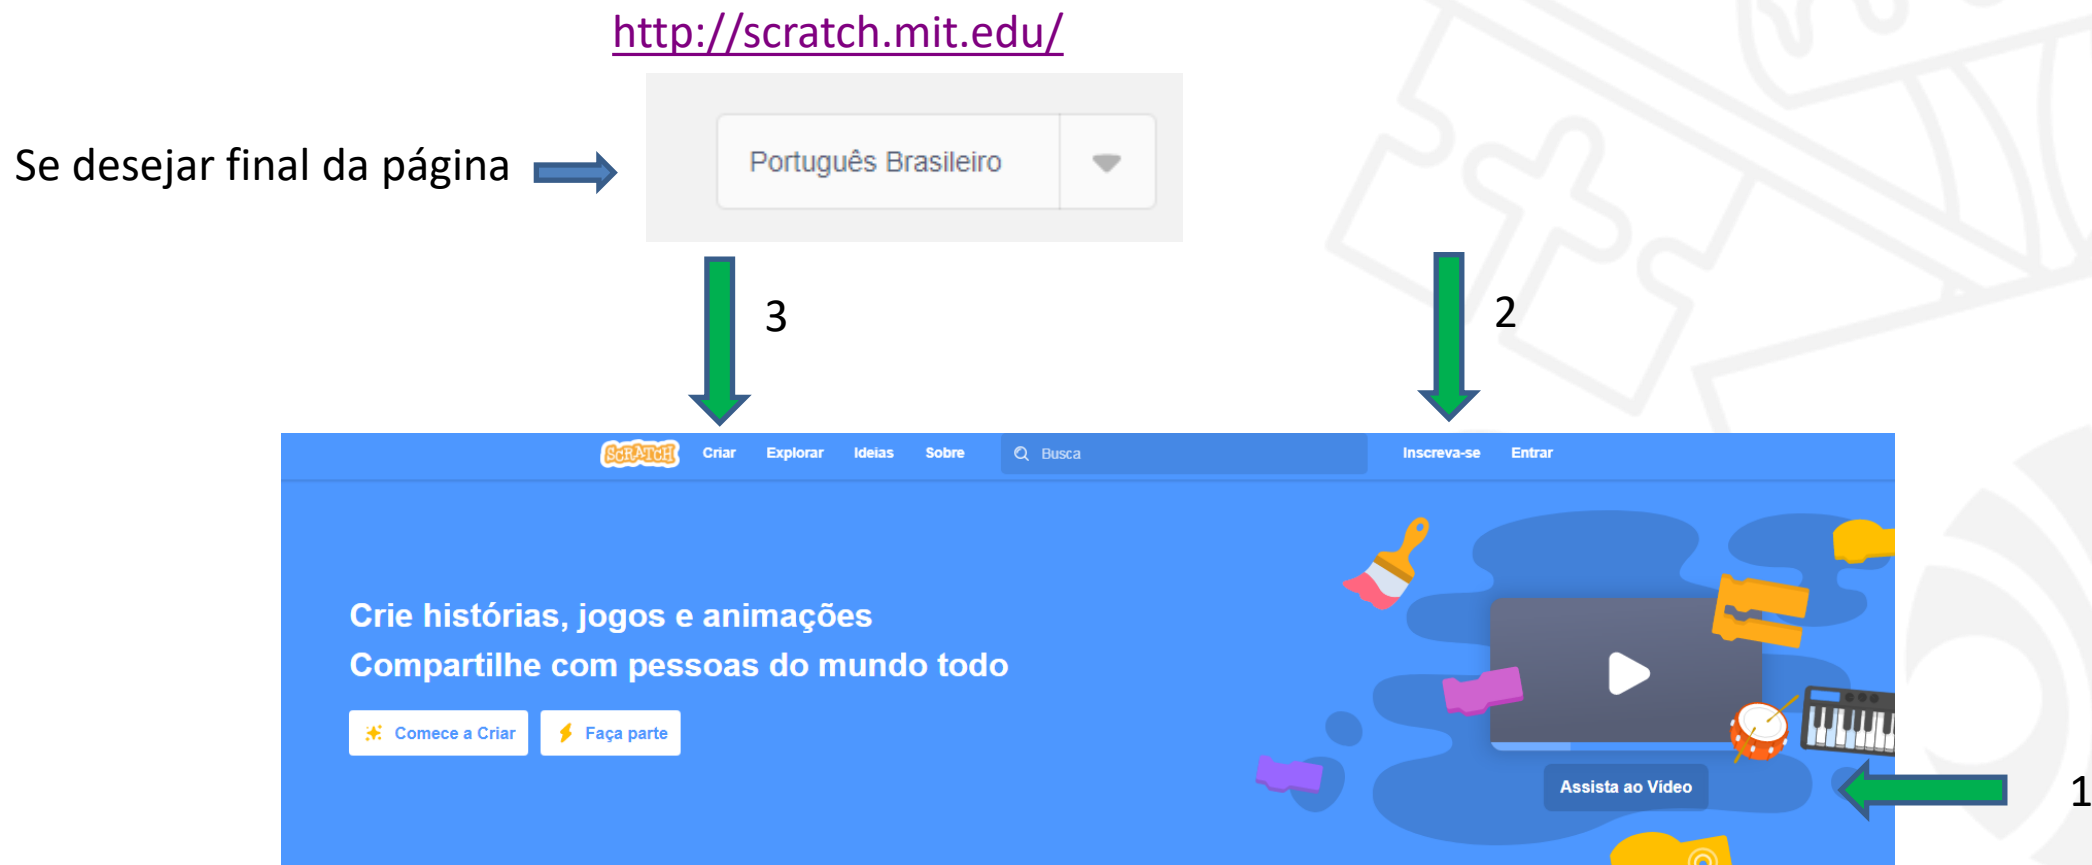 http://scratch.mit.edu/
Se desejar final da página
Português Brasileiro
3
2
SCRATCH Criar Explorar Ideias Sobre Busca Inscreva-se Entrar
Crie histórias, jogos e animações
Compartilhe com pessoas do mundo todo
Comece a Criar Faça parte
Assista ao Video
1